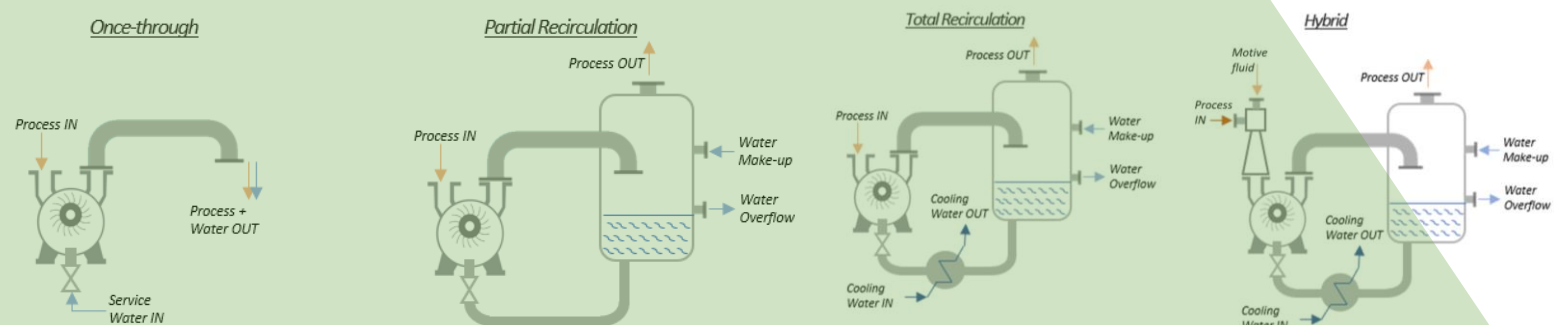 Once-through
Process IN
Process +
Water OUT
Service
Water IN
Partial Recirculation
Process OUT
Process IN
Water
Make-up
Water
Overflow
Total Recirculation
Process OUT
Process IN
Water
Make-up
Water
Overflow
Cooling
Water OUT
Cooling
Water IN
Hybrid
Motive
fluid
Process OUT
Process
IN
Water
Make-up
Water
Overflow
Cooling
Water OUT
Cooling
Water IN